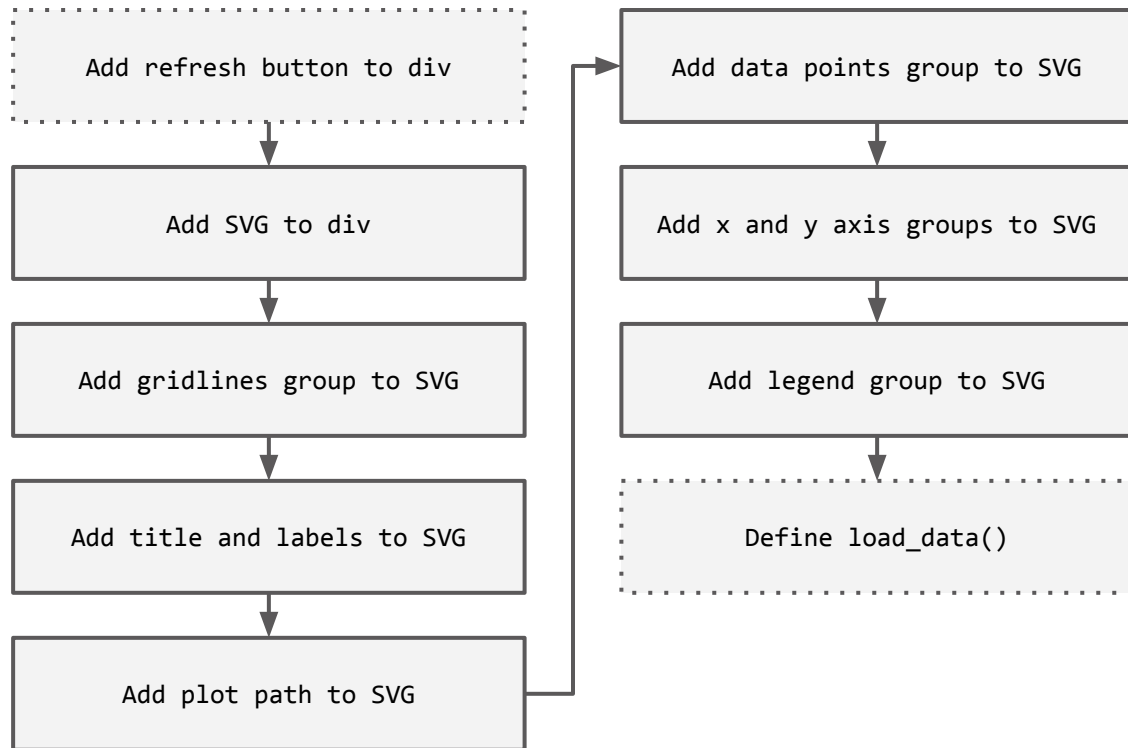 Add refresh button to div
Add SVG to div
Add gridlines group to SVG
Add title and labels to SVG
Add plot path to SVG
Add data points group to SVG
Add x and y axis groups to SVG
Add legend group to SVG
Define load_data()